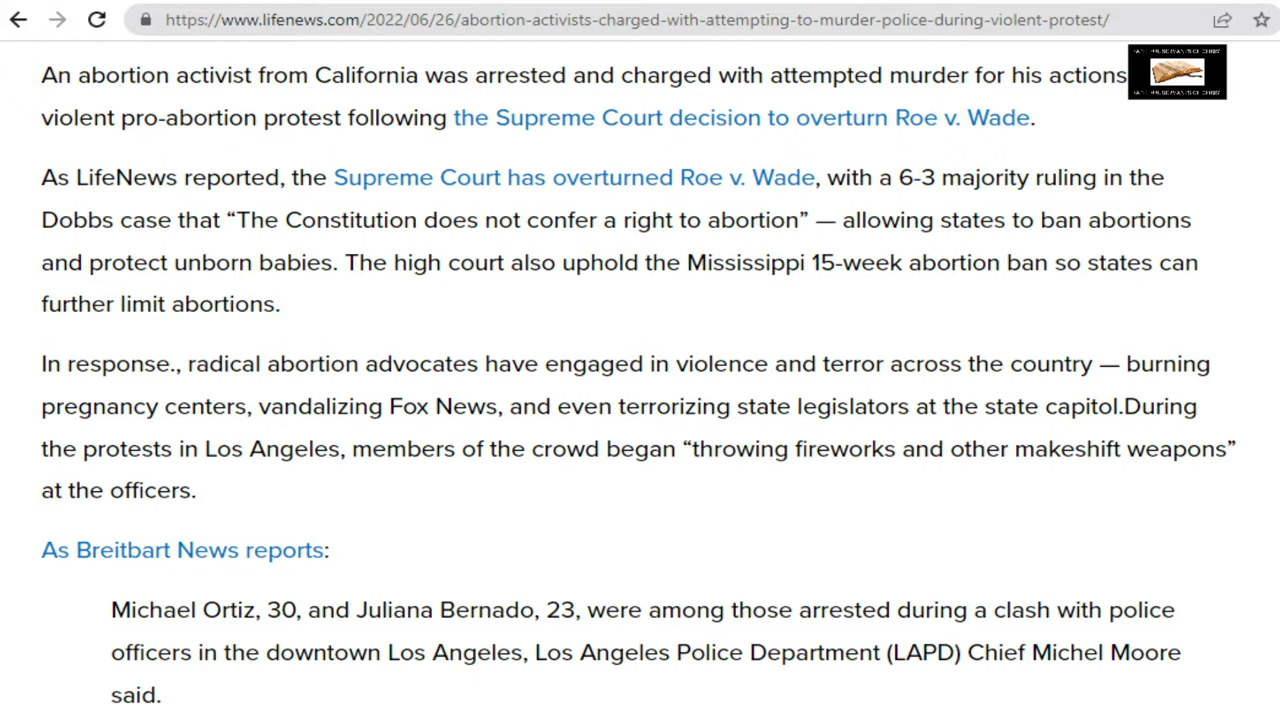 https://www.lifenews.com/2022/06/26/abortion-activists-charged-with-attempting-to-murder-police-during-violent-protest/
An abortion activist from California was arrested and charged with attempted murder for his actions
violent pro-abortion protest following the Supreme Court decision to overturn Roe v. Wade.
As LifeNews reported, the Supreme Court has overturned Roe v. Wade, with a 6-3 majority ruling in the
Dobbs case that “The Constitution does not confer a right to abortion” — allowing states to ban abortions
and protect unborn babies. The high court also uphold the Mississippi 15-week abortion ban so states can
further limit abortions.
In response., radical abortion advocates have engaged in violence and terror across the country — burning
pregnancy centers, vandalizing Fox News, and even terrorizing state legislators at the state capitol.During
the protests in Los Angeles, members of the crowd began “throwing fireworks and other makeshift weapons”
at the officers.
As Breitbart News reports:
Michael Ortiz, 30, and Juliana Bernado, 23, were among those arrested during a clash with police
officers in the downtown Los Angeles, Los Angeles Police Department (LAPD) Chief Michel Moore
said.